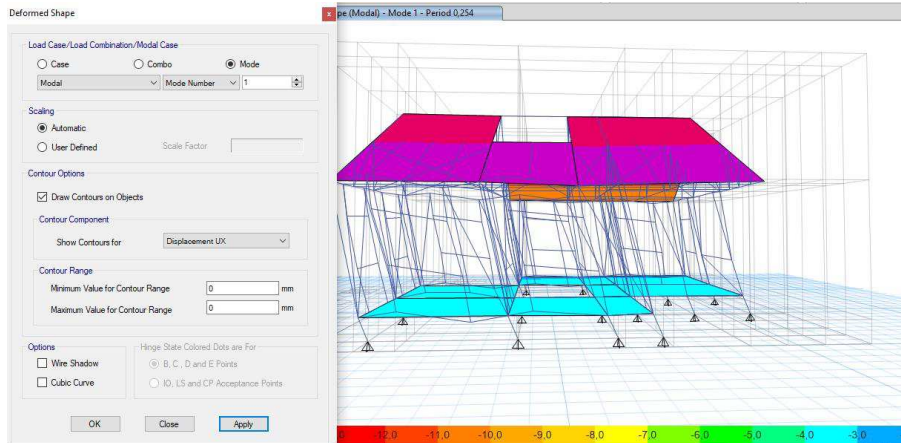 Deformed Shape
x
pe (Modal) - Mode 1 - Period 0,254
Load Case/Load Combination/Modal Case
Case
Combo
Mode
Modal
Mode Number
1
Scaling
Automatic
User Defined
Scale Factor
Contour Options
Draw Contours on Objects
Contour Component
Show Contours for
Displacement UX
Contour Range
Minimum Value for Contour Range
0
mm
Maximum Value for Contour Range
0
mm
Options
Wire Shadow
Cubic Curve
Hinge State Colored Dots are For
B, C, D and E Points
IO, LS and CP Acceptance Points
OK
Close
Apply
-12,0 -11,0 -10,0 -9,0 -8,0 -7,0 -6,0 -5,0 -4,0 -3,0